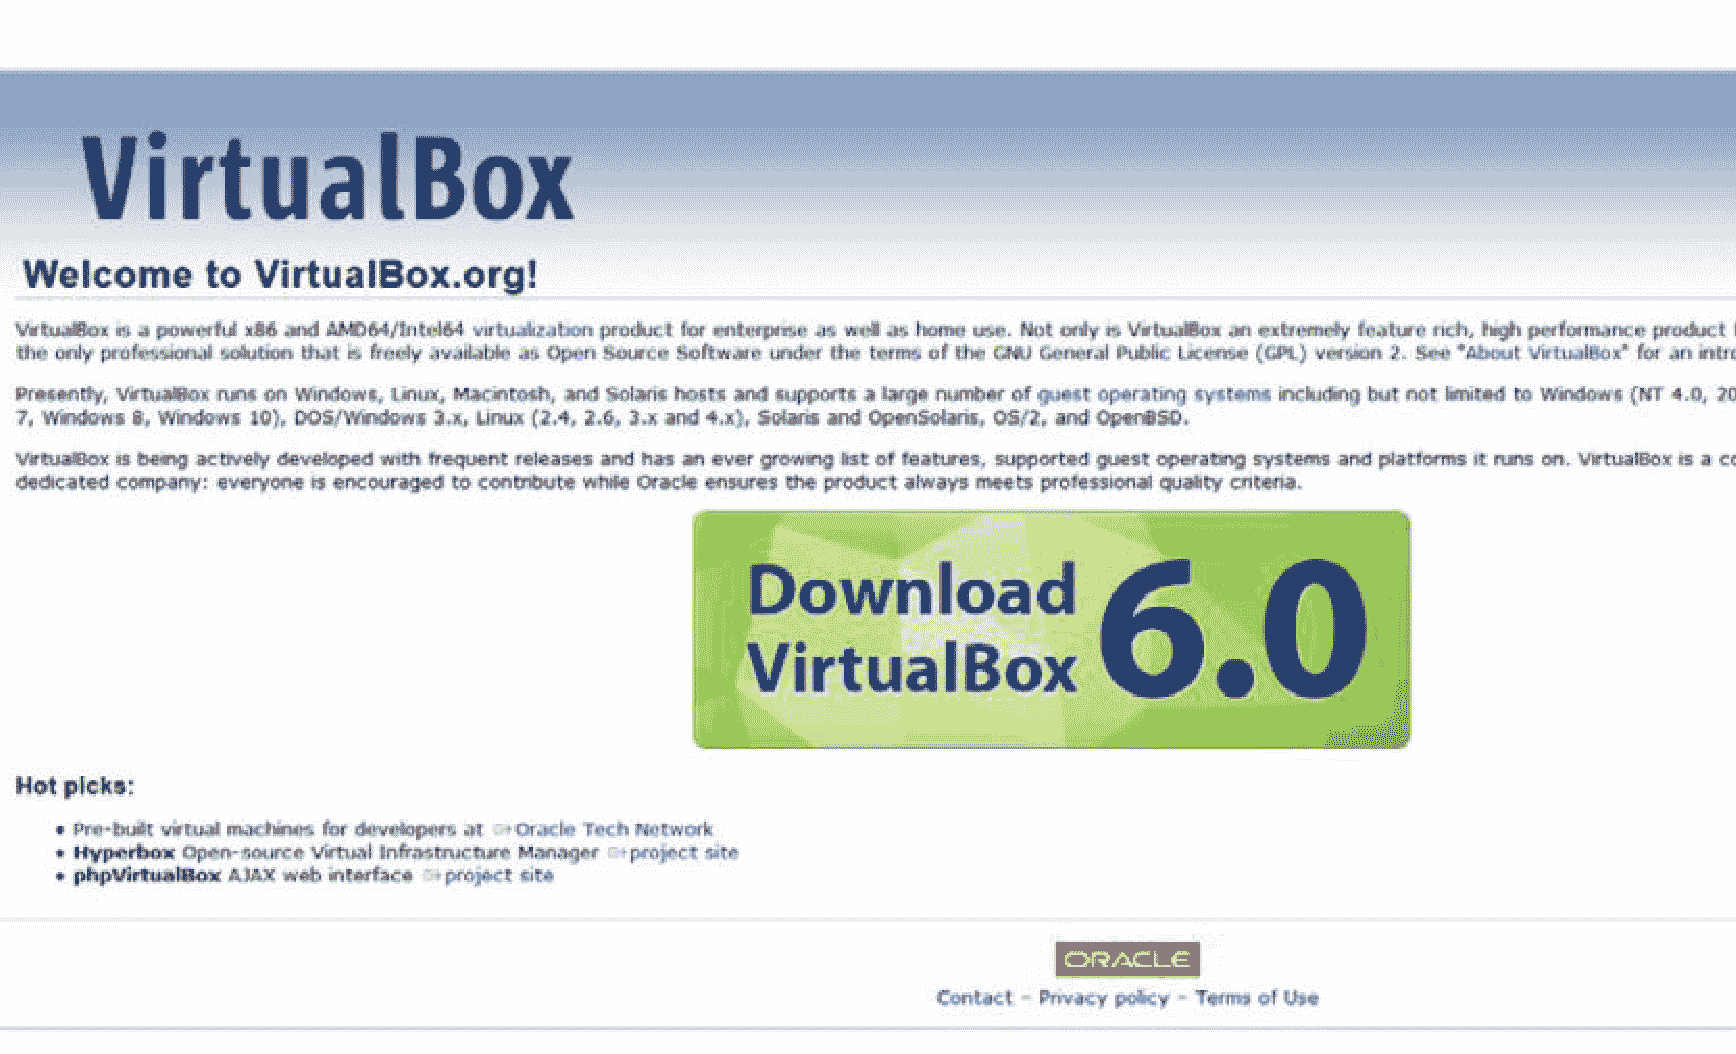 VirtualBox
Welcome to VirtualBox.org!
VirtualBox is a powerful x86 and AMD64/Intel64 virtualization product for enterprise as well as home use. Not only is VirtualBox an extremely feature rich, high performance product
the only professional solution that is freely available as Open Source Software under the terms of the GNU General Public License (GPL) version 2. See "About VirtualBox" for an
Presently, VirtualBox runs on Windows, Linux, Macintosh, and Solaris hosts and supports a large number of guest operating systems including but not limited to Windows (NT 4.0, 20
7, Windows 8, Windows 10), DOS/Windows 3.x, Linux (2.4, 2.6, 3.x and 4.x), Solaris and OpenSolaris, OS/2, and OpenBSD.
VirtualBox is being actively developed with frequent releases and has an ever growing list of features, supported guest operating systems and platforms it runs on. VirtualBox is a
dedicated company: everyone is encouraged to contribute while Oracle ensures the product always meets professional quality criteria.
Download
VirtualBox 6.0
Hot picks:
• Pre-built virtual machines for developers at Oracle Tech Network
• Hyperbox Open-source Virtual Infrastructure Manager project site
• phpVirtualBox AJAX web interface project site
ORACLE
Contact - Privacy policy - Terms of Use